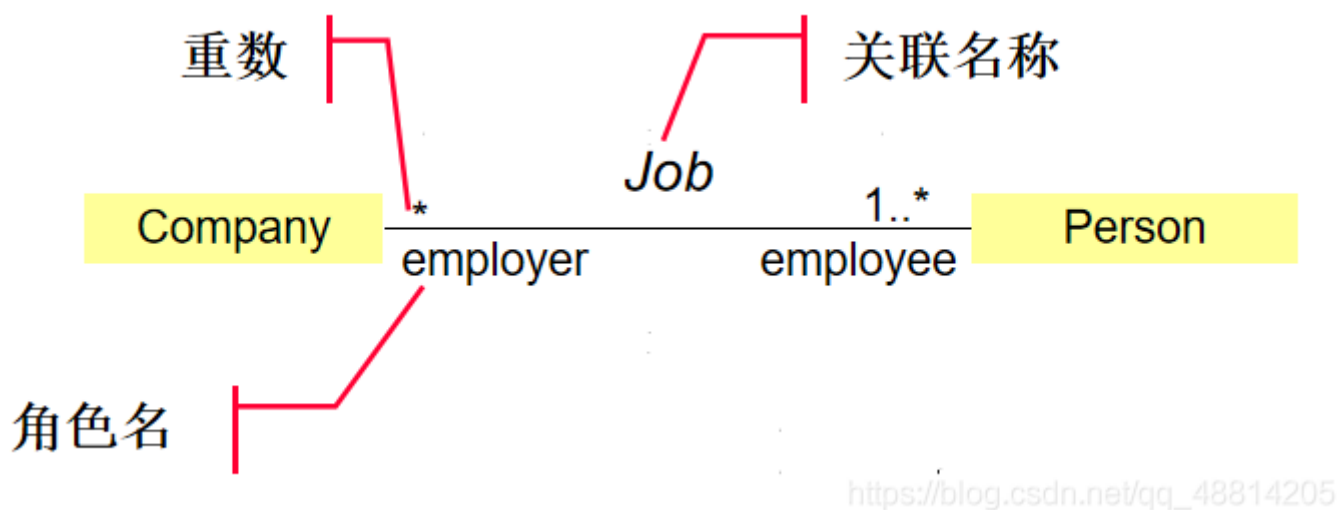 重数
关联名称
Job
Company
*
1..*
Person
employer
employee
角色名
https://blog.csdn.net/qq_48814205